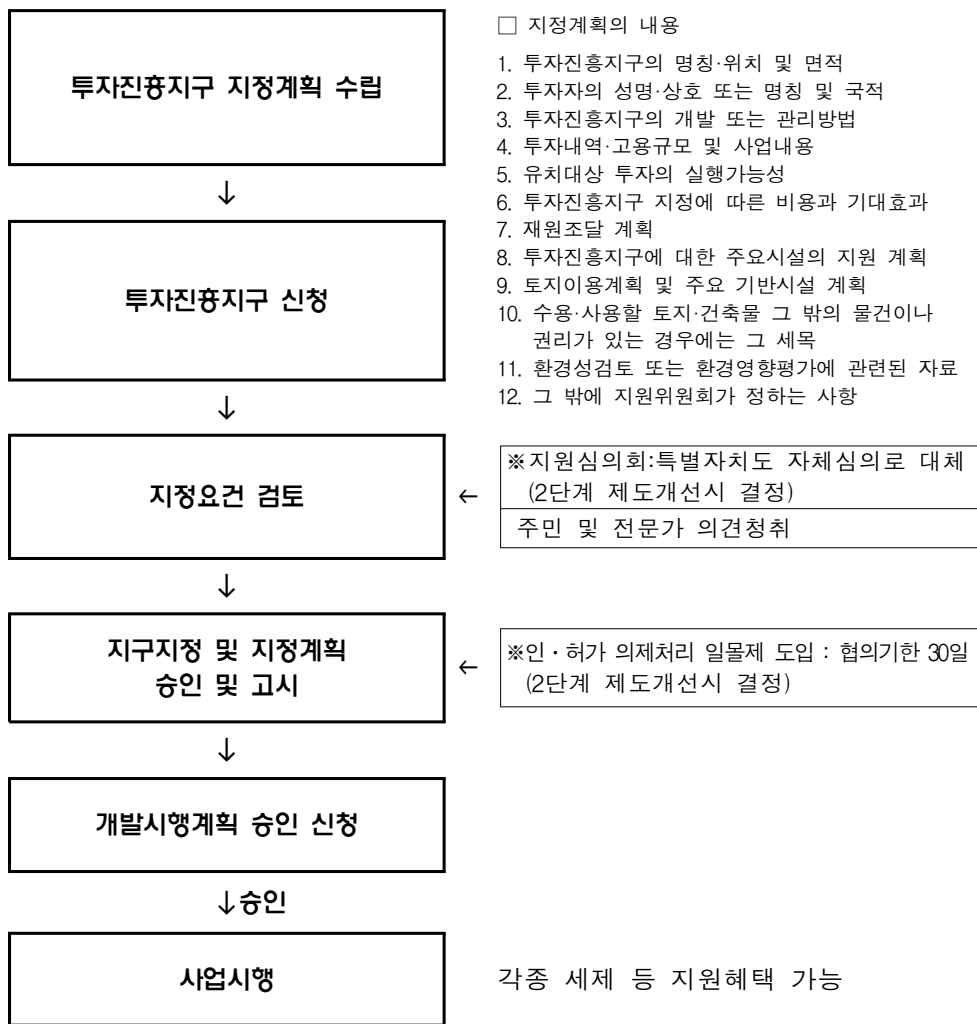 투자진흥지구 지정계획 수립
□ 지정계획의 내용
1. 투자진흥지구의 명칭·위치 및 면적
2. 투자자의 성명·상호 또는 명칭 및 국적
3. 투자진흥지구의 개발 또는 관리방법
4. 투자내역·고용규모 및 사업내용
5. 유치대상 투자의 실행가능성
6. 투자진흥지구 지정에 따른 비용과 기대효과
7. 재원조달 계획
8. 투자진흥지구에 대한 주요시설의 지원 계획
9. 토지이용계획 및 주요 기반시설 계획
10. 수용·사용할 토지·건축물 그 밖의 물건이나
권리가 있는 경우에는 그 세목
11. 환경성검토 또는 환경영향평가에 관련된 자료
12. 그 밖에 지원위원회가 정하는 사항
↓
투자진흥지구 신청
↓
지정요건 검토
←
※지원심의회:특별자치도 자체심의로 대체
(2단계 제도개선시 결정)
주민 및 전문가 의견청취
↓
지구지정 및 지정계획
승인 및 고시
←
※인·허가 의제처리 일몰제 도입 : 협의기한 30일
(2단계 제도개선시 결정)
↓
개발시행계획 승인 신청
↓승인
사업시행
각종 세제 등 지원혜택 가능